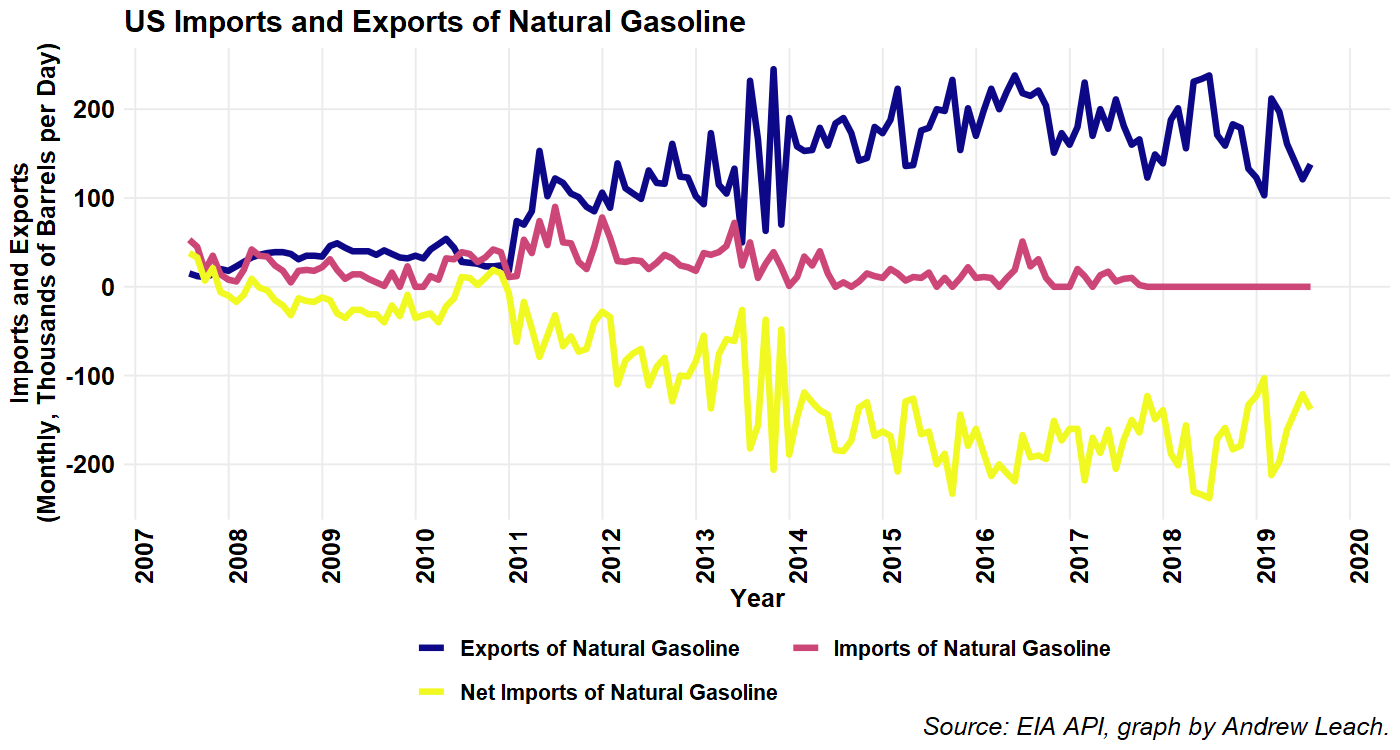 US Imports and Exports of Natural Gasoline
Imports and Exports
(Monthly, Thousands of Barrels per Day)
200
100
0
-100
-200
2007 2008 2009 2010 2011 2012 2013 2014 2015 2016 2017 2018 2019 2020
Year
Exports of Natural Gasoline Imports of Natural Gasoline
Net Imports of Natural Gasoline
Source: EIA API, graph by Andrew Leach.